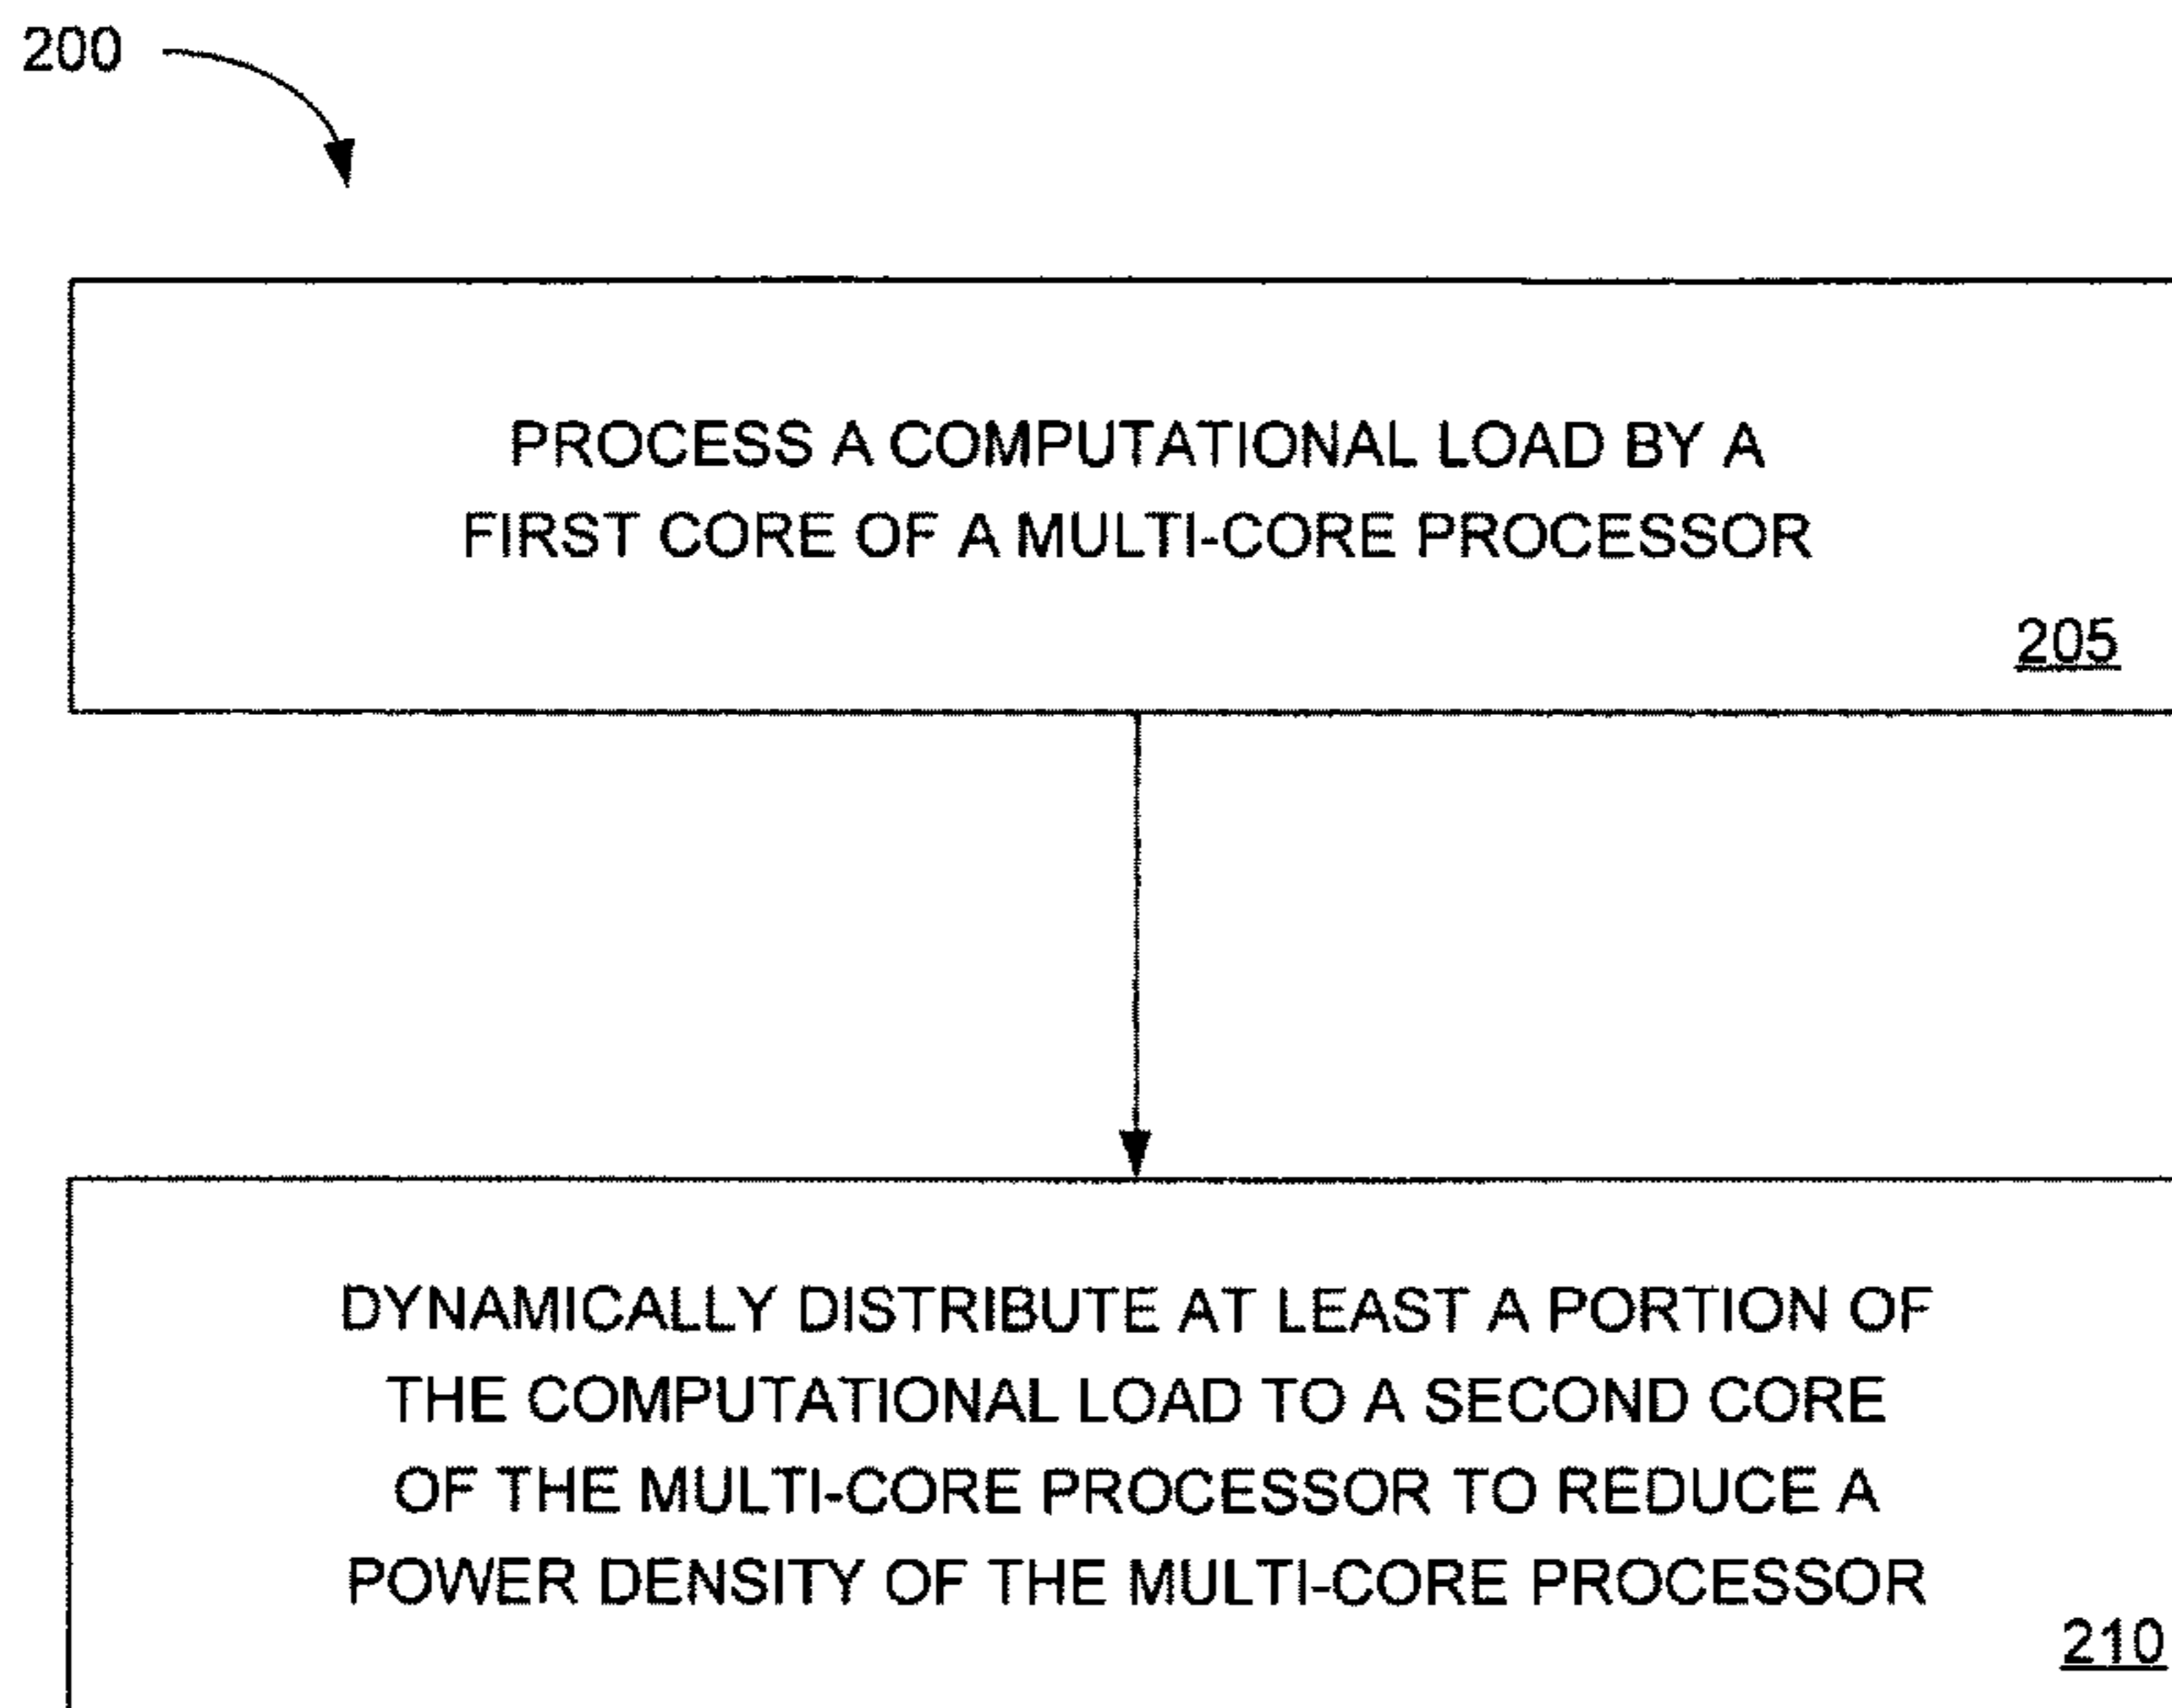 200
PROCESS A COMPUTATIONAL LOAD BY A
FIRST CORE OF A MULTI-CORE PROCESSOR
205
DYNAMICALLY DISTRIBUTE AT LEAST A PORTION OF
THE COMPUTATIONAL LOAD TO A SECOND CORE
OF THE MULTI-CORE PROCESSOR TO REDUCE A
POWER DENSITY OF THE MULTI-CORE PROCESSOR
210